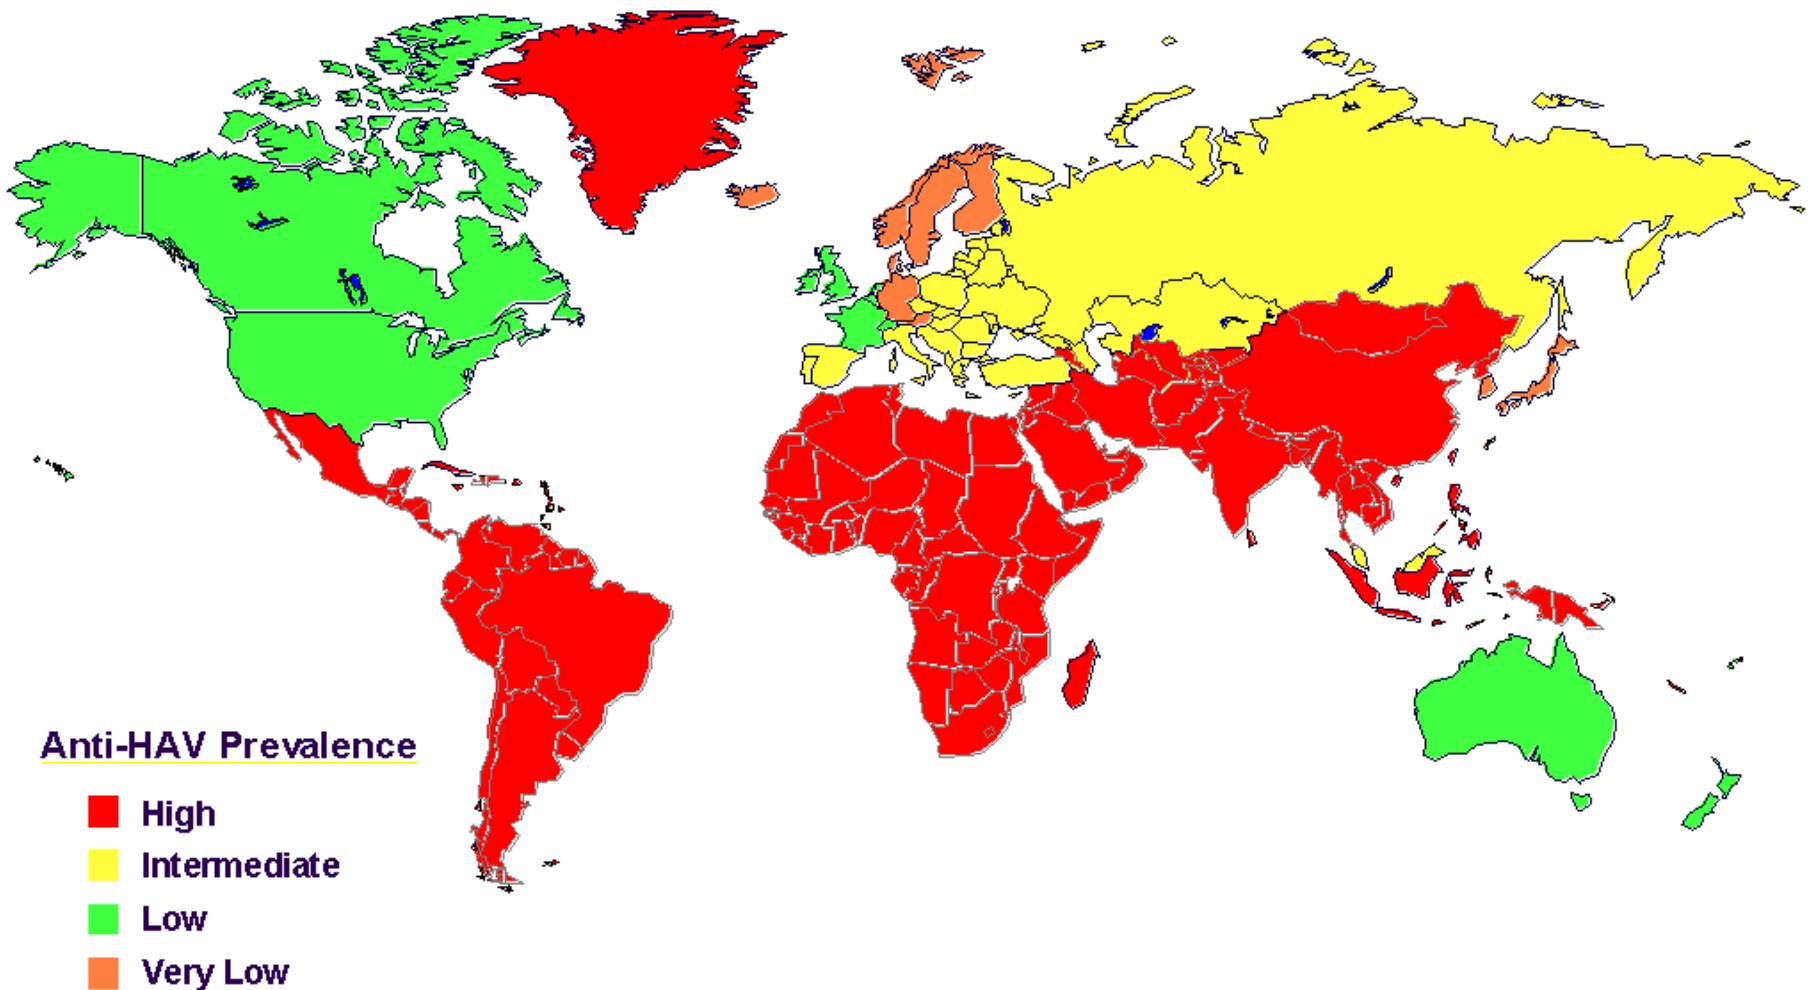 Anti-HAV Prevalence
High
Intermediate
Low
Very Low